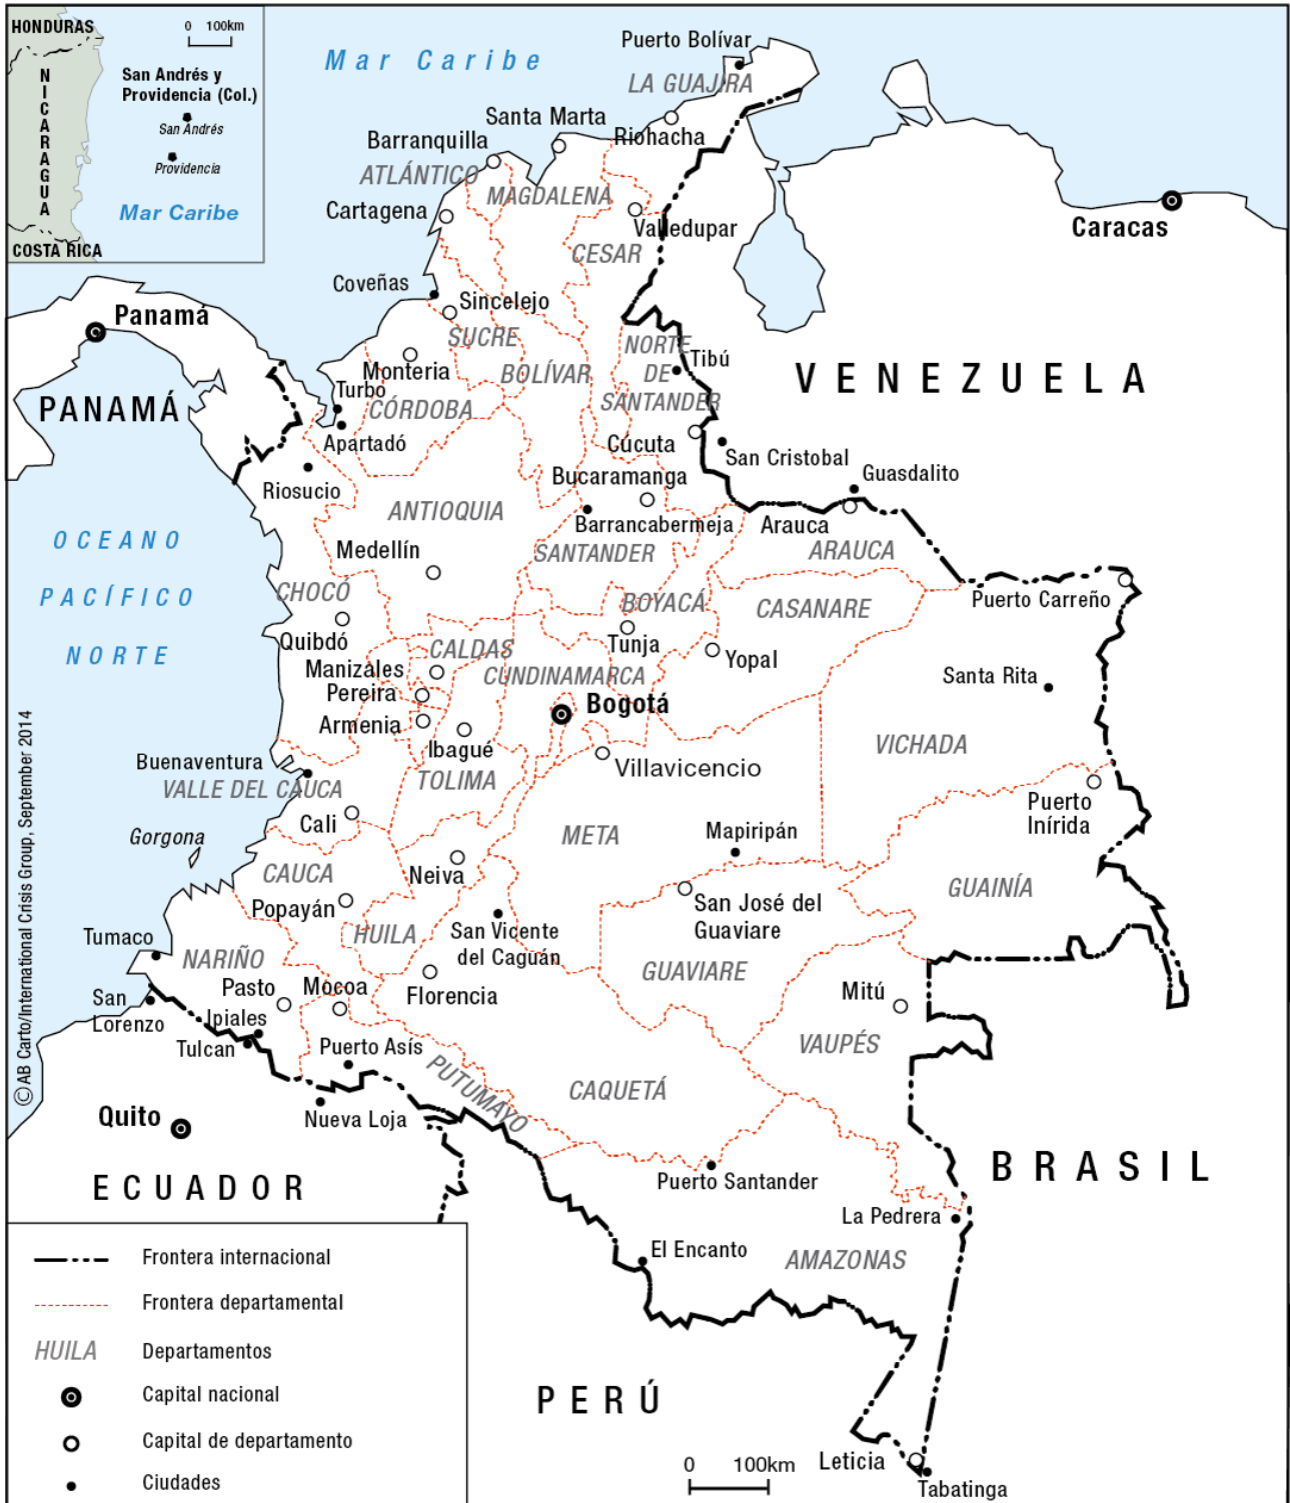 HONDURAS
0 100km
NICARAGUA
San Andrés y
Providencia (Col.)
San Andrés
Providencia
Mar Caribe
COSTA RICA
Mar Caribe
Puerto Bolívar
LA GUAJIRA
Santa Marta
Riohacha
Barranquilla
ATLÁNTICO
MAGDALENA
Cartagena
Valledupar
Caracas
CESAR
Coveñas
Sincelejo
Panamá
SUCRE
NORTE
DE
SANTANDER
Tibú
Monteria
BOLÍVAR
VENEZUELA
Turbo
PANAMÁ
CÓRDOBA
Apartadó
Cúcuta
San Cristobal
Guasdalito
Riosucio
Bucaramanga
ANTIOQUIA
Barrancabermeja
Arauca
OCEANO
PACÍFICO
NORTE
Medellín
SANTANDER
ARAUCA
CHOCÓ
BOYACÁ
CASANARE
Puerto Carreño
Quibdó
Tunja
CALDAS
Yopal
Manizales
CUNDINAMARCA
Santa Rita
Pereira
Bogotá
Armenia
Ibagué
VICHADA
Buenaventura
Villavicencio
VALLE DEL CAUCA
TOLIMA
Puerto
Inírida
Cali
Gorgona
META
Mapiripán
CAUCA
Neiva
GUAINÍA
Popayán
San José del
Guaviare
HUILA
San Vicente
del Caguán
Tumaco
NARIÑO
GUAVIARE
Pasto
Mocoa
Florencia
Mitú
San
Lorenzo
Ipiales
Tulcan
Puerto Asís
VAUPÉS
PUTUMAYO
CAQUETÁ
Quito
Nueva Loja
ECUADOR
BRASIL
Puerto Santander
La Pedrera
El Encanto
AMAZONAS
PERÚ
Leticia
Tabatinga
0 100km
©AB Carto/International Crisis Group, September 2014
Frontera internacional
Frontera departamental
HUILA Departamentos
Capital nacional
Capital de departamento
Ciudades